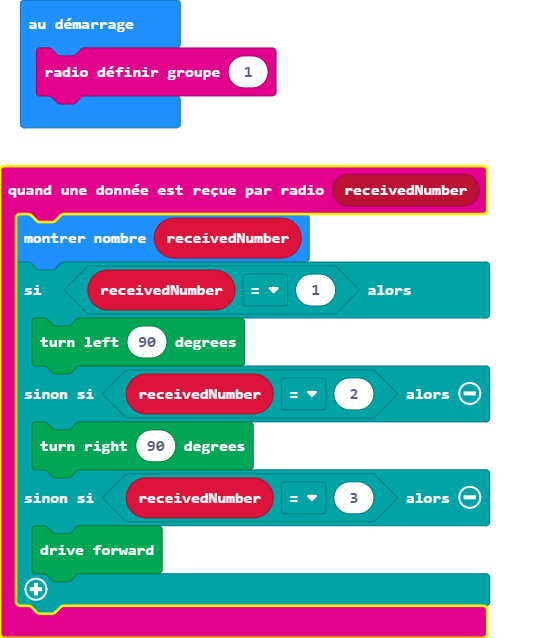 au démarrage
radio définir groupe 1
quand une donnée est reçue par radio receivedNumber
montrer nombre receivedNumber
si receivedNumber = 1 alors
turn left 90 degrees
sinon si receivedNumber = 2 alors
turn right 90 degrees
sinon si receivedNumber = 3 alors
drive forward